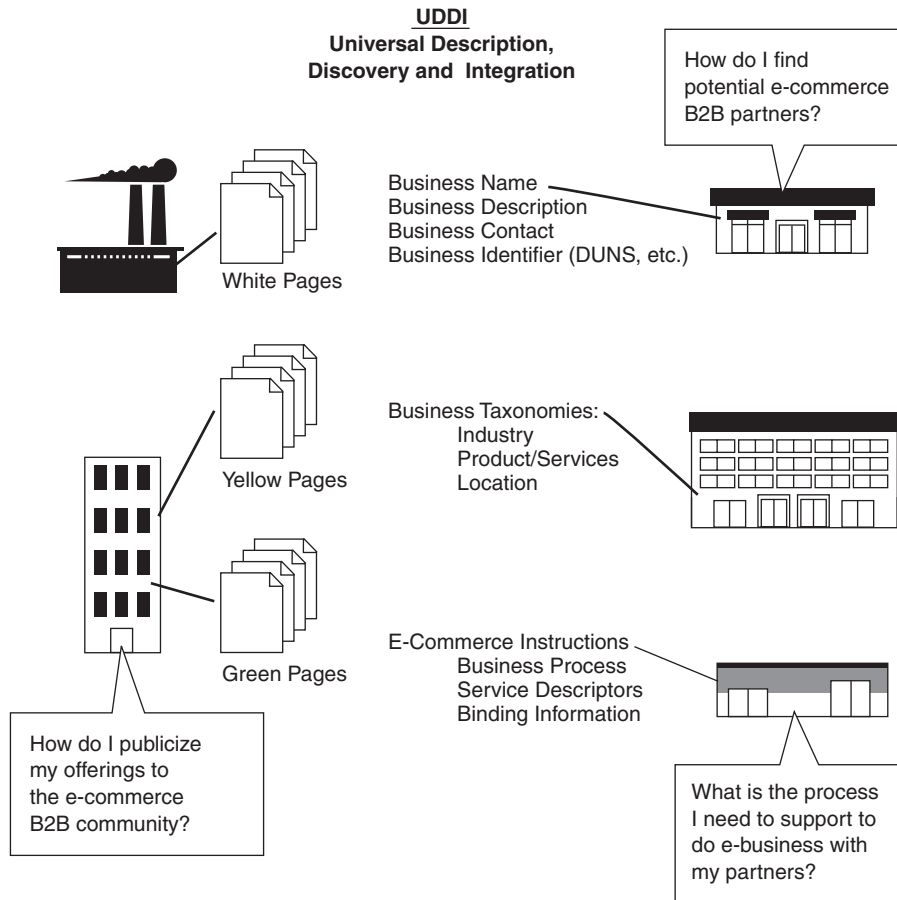 UDDI
Universal Description,
Discovery and Integration
How do I find
potential e-commerce
B2B partners?
White Pages
Business Name
Business Description
Business Contact
Business Identifier (DUNS, etc.)
Yellow Pages
Business Taxonomies:
Industry
Product/Services
Location
Green Pages
E-Commerce Instructions
Business Process
Service Descriptors
Binding Information
How do I publicize
my offerings to
the e-commerce
B2B community?
What is the process
I need to support to
do e-business with
my partners?